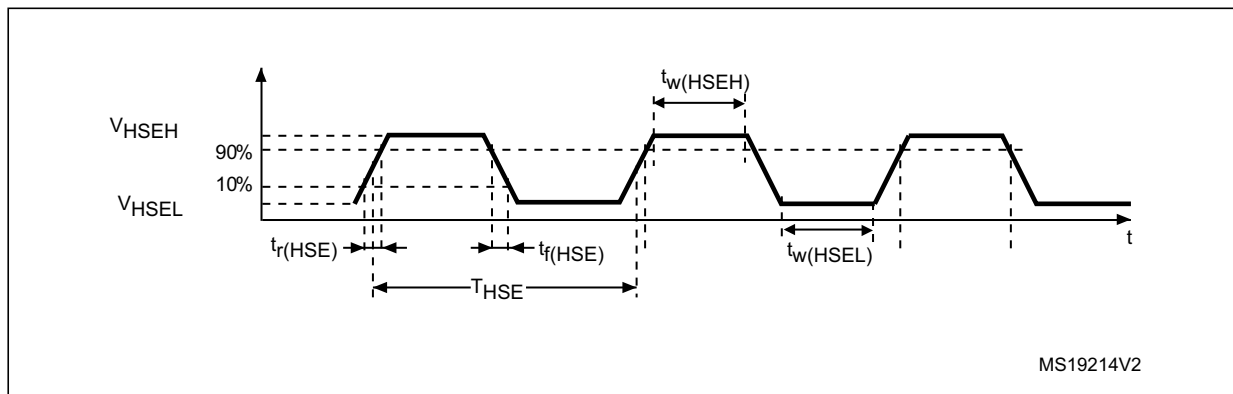 tw(HSEH)
VHSEH
90%
10%
VHSEL
tr(HSE)
tf(HSE)
tw(HSEL)
t
THSE
MS19214V2